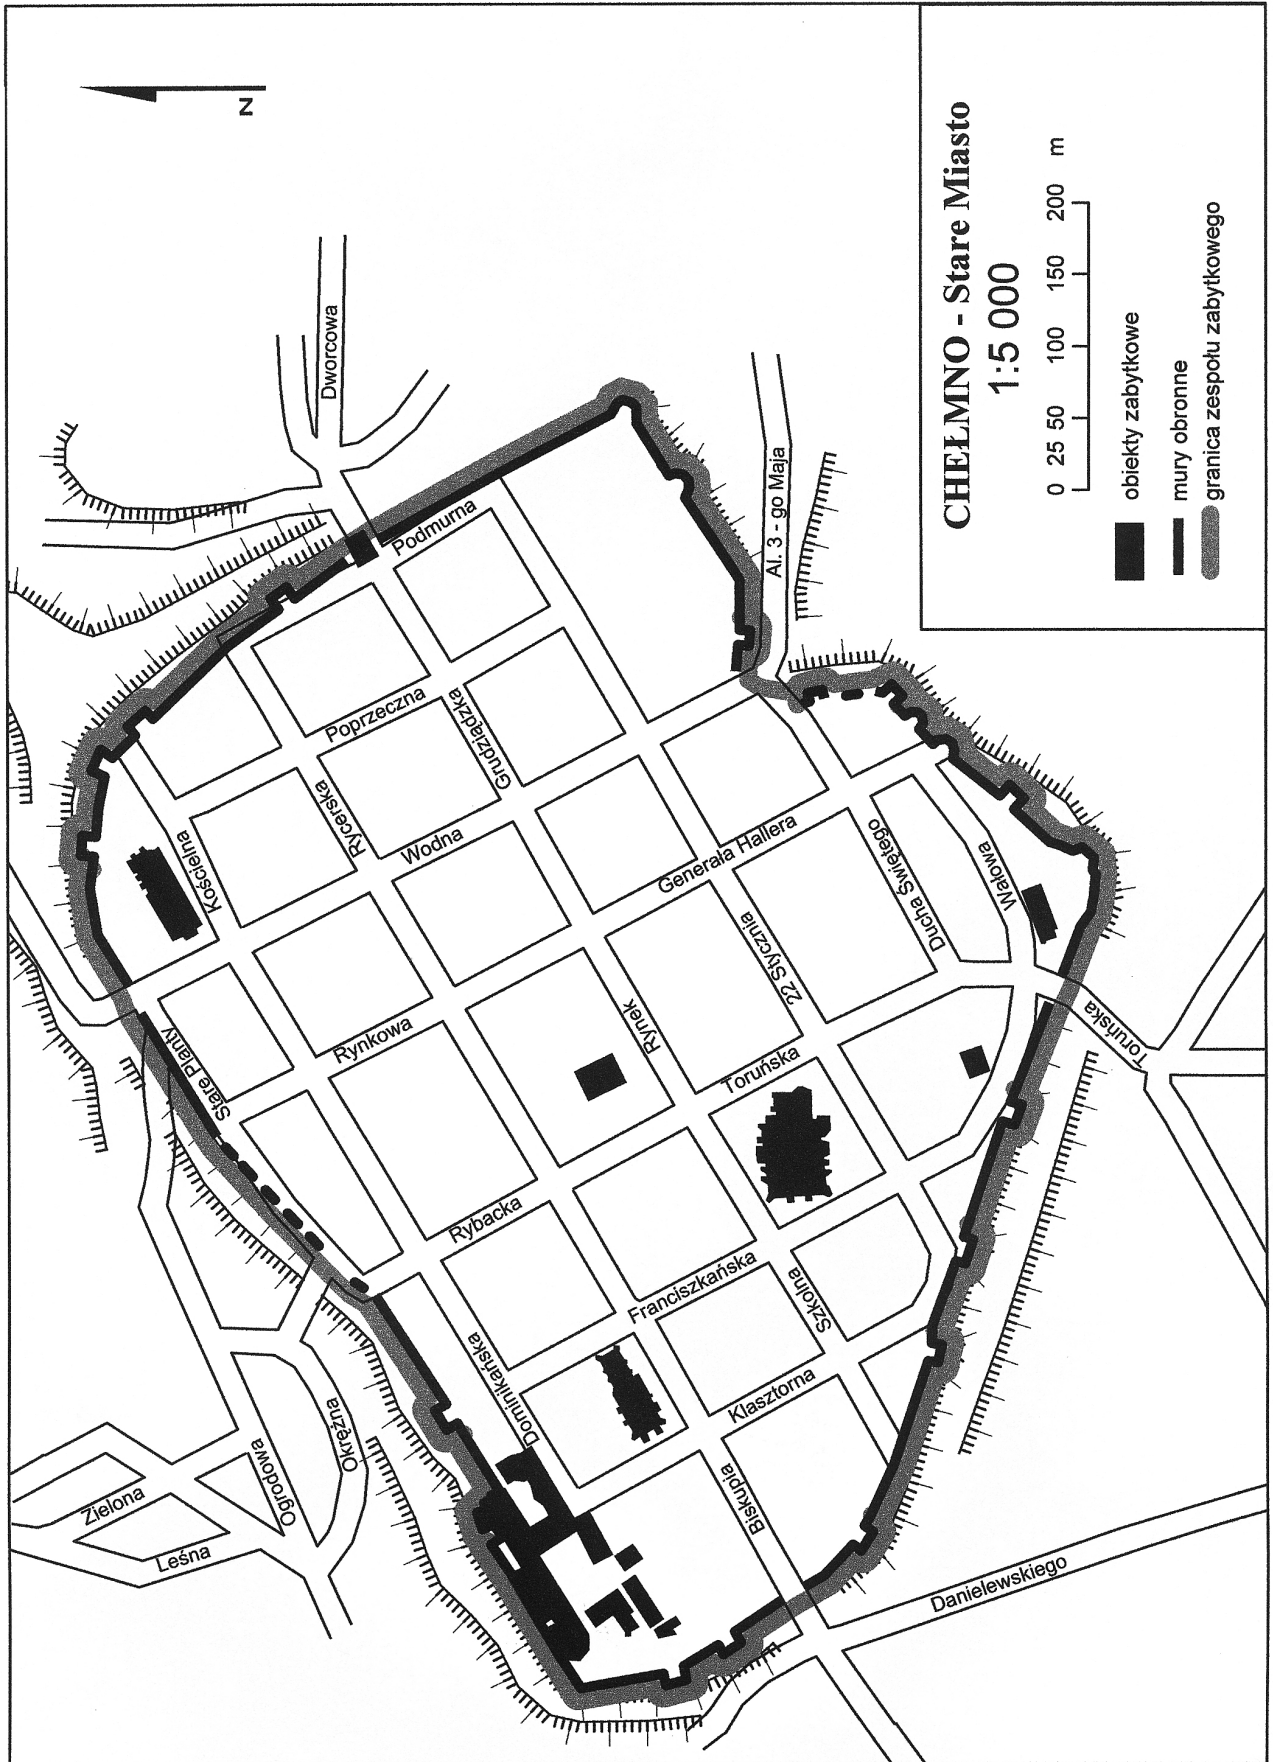 N
CHEŁMNO - Stare Miasto
1:5 000
0 25 50 100 150 200 m
obiekty zabytkowe
mury obronne
granica zespołu zabytkowego
Dworcowa
Podmurna
Al. 3 - go Maja
Poprzeczna
Grudziądzka
Rycerska
Kościelna
Wodna
Generała Hallera
Ducha Świętego
Wałowa
22 Stycznia
Rynek
Rynkowa
Stare Planty
Toruńska
Toruńska
Rybacka
Franciszkańska
Szkolna
Dominikańska
Klasztorna
Biskupia
Okrężna
Ogrodowa
Zielona
Leśna
Danielewskiego